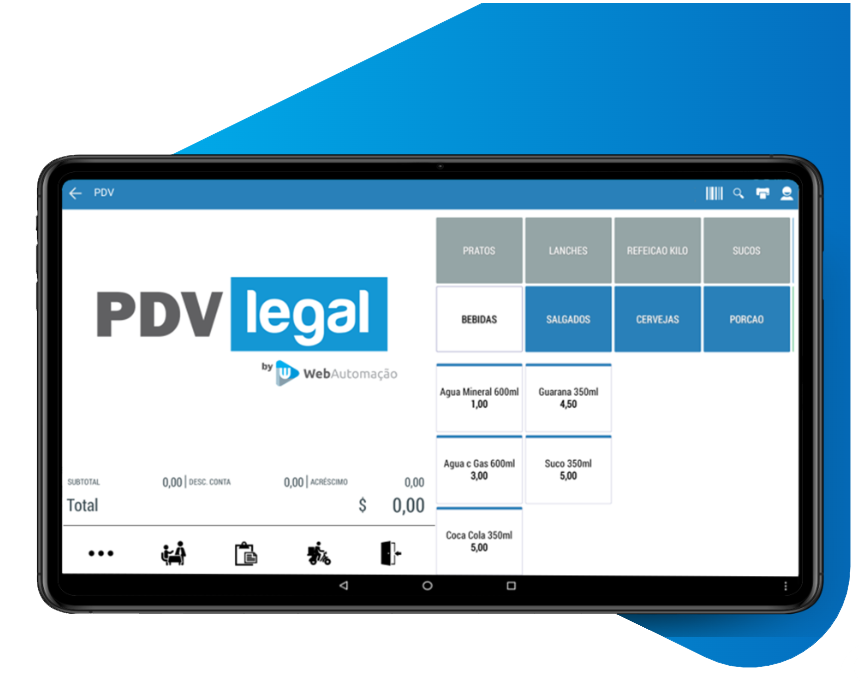 PDV
PRATOS
LANCHES
REFEICAO KILO
SUCOS
BEBIDAS
SALGADOS
CERVEJAS
PORCAO
PDV legal
by WebAutomação
Agua Mineral 600ml
1,00
Guarana 350ml
4,50
Agua c Gas 600ml
3,00
Suco 350ml
5,00
Coca Cola 350ml
5,00
SUBTOTAL 0,00 DESC. CONTA 0,00 ACRÉSCIMO 0,00
Total $ 0,00